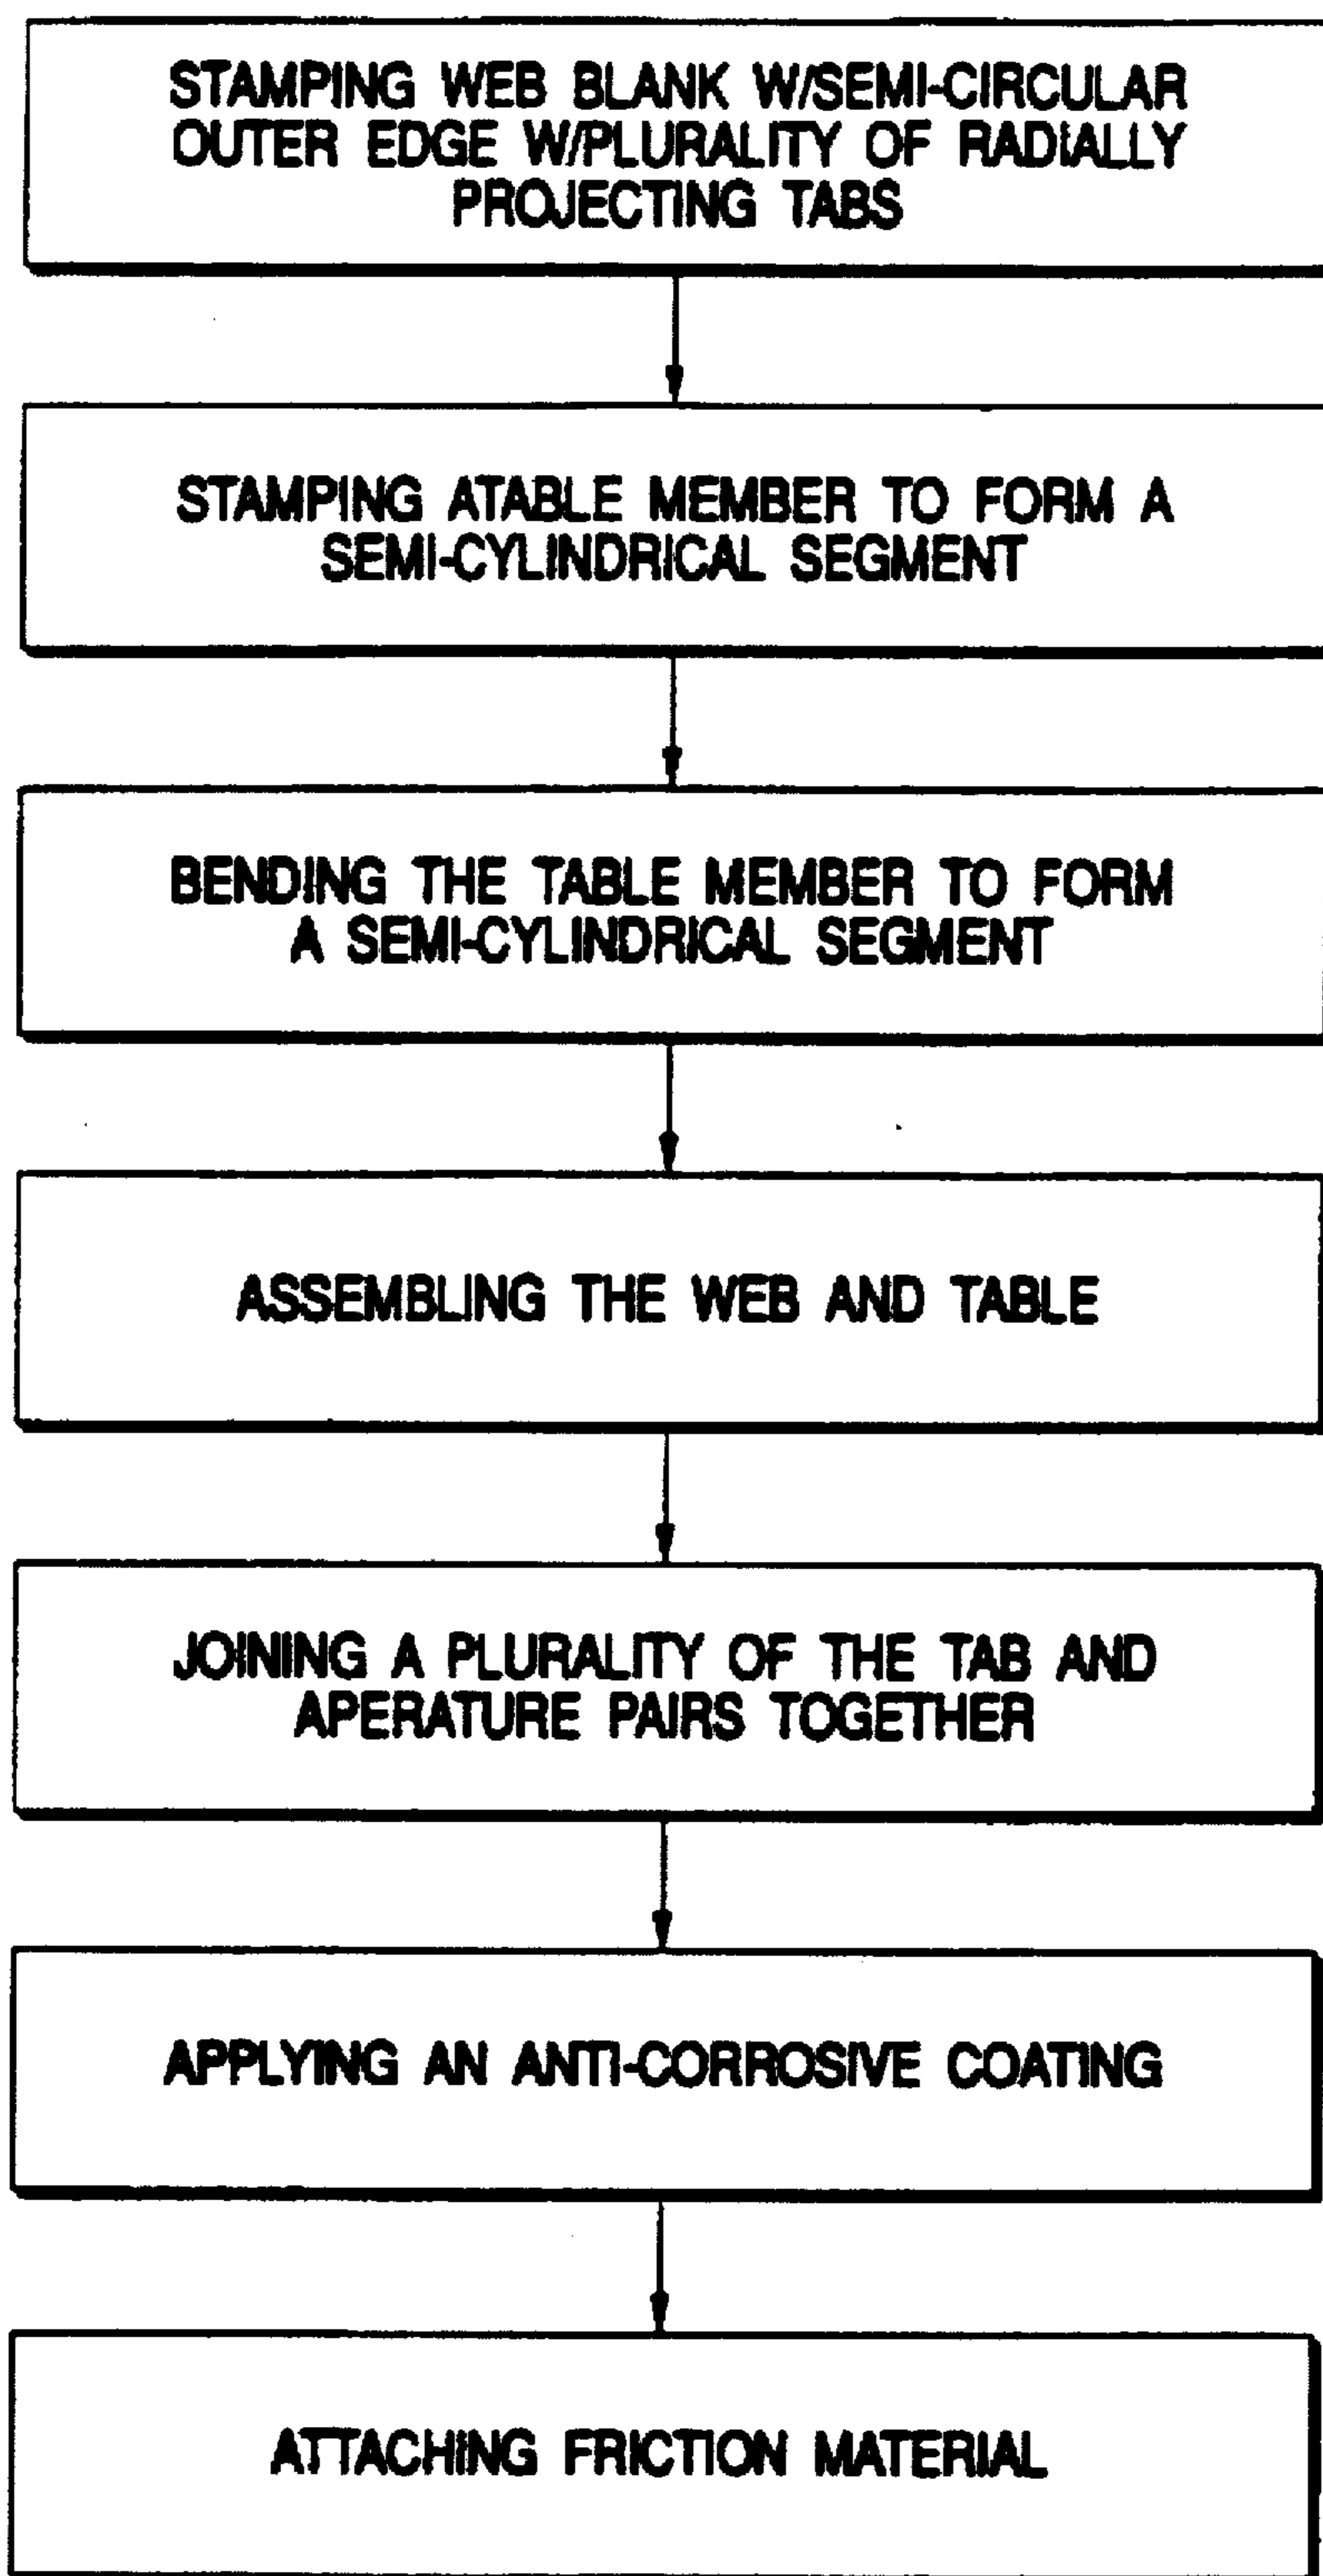 STAMPING WEB BLANK W/SEMI-CIRCULAR
OUTER EDGE W/PLURALITY OF RADIALLY
PROJECTING TABS
STAMPING ATABLE MEMBER TO FORM A
SEMI-CYLINDRICAL SEGMENT
BENDING THE TABLE MEMBER TO FORM
A SEMI-CYLINDRICAL SEGMENT
ASSEMBLING THE WEB AND TABLE
JOINING A PLURALITY OF THE TAB AND
APERATURE PAIRS TOGETHER
APPLYING AN ANTI-CORROSIVE COATING
ATTACHING FRICTION MATERIAL